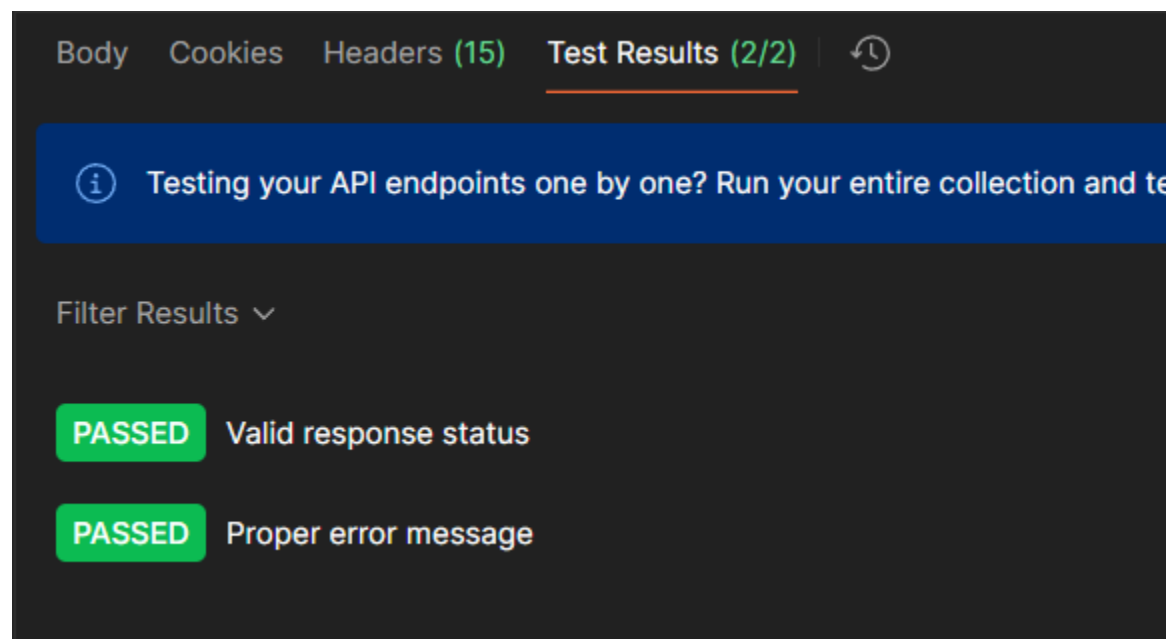 Body Cookies Headers (15) Test Results (2/2)
Testing your API endpoints one by one? Run your entire collection and
Filter Results
PASSED Valid response status
PASSED Proper error message